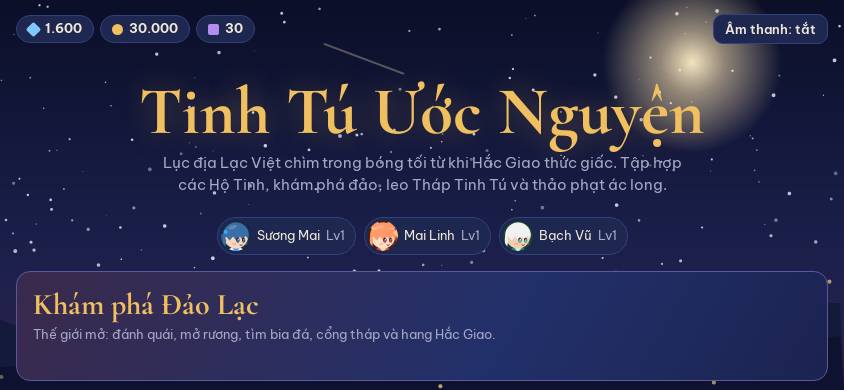 1.600
30.000
30
Âm thanh: tắt
Tinh Tú Ước Nguyện
Lục địa Lạc Việt chìm trong bóng tối từ khi Hắc Giao thức giấc. Tập hợp
các Hộ Tinh, khám phá đảo, leo Tháp Tinh Tú và thảo phạt ác long.
Sương Mai Lv1
Mai Linh Lv1
Bạch Vũ Lv1
Khám phá Đảo Lạc
Thế giới mở: đánh quái, mở rương, tìm bia đá, cổng tháp và hang Hắc Giao.